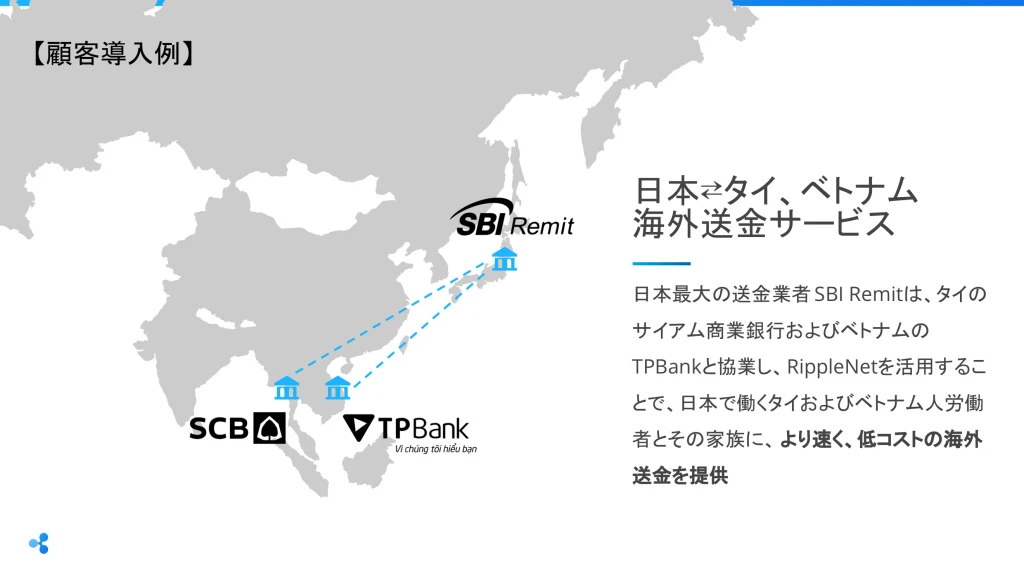 【顧客導入例】
SBI Remit
SCB
TPBank
Vì chúng tôi hiểu bạn
日本⇄タイ、ベトナム
海外送金サービス
日本最大の送金業者SBI Remitは、タイの
サイアム商業銀行およびベトナムの
TPBankと協業し、RippleNetを活用するこ
とで、日本で働くタイおよびベトナム人労働
者とその家族に、より速く、低コストの海外
送金を提供